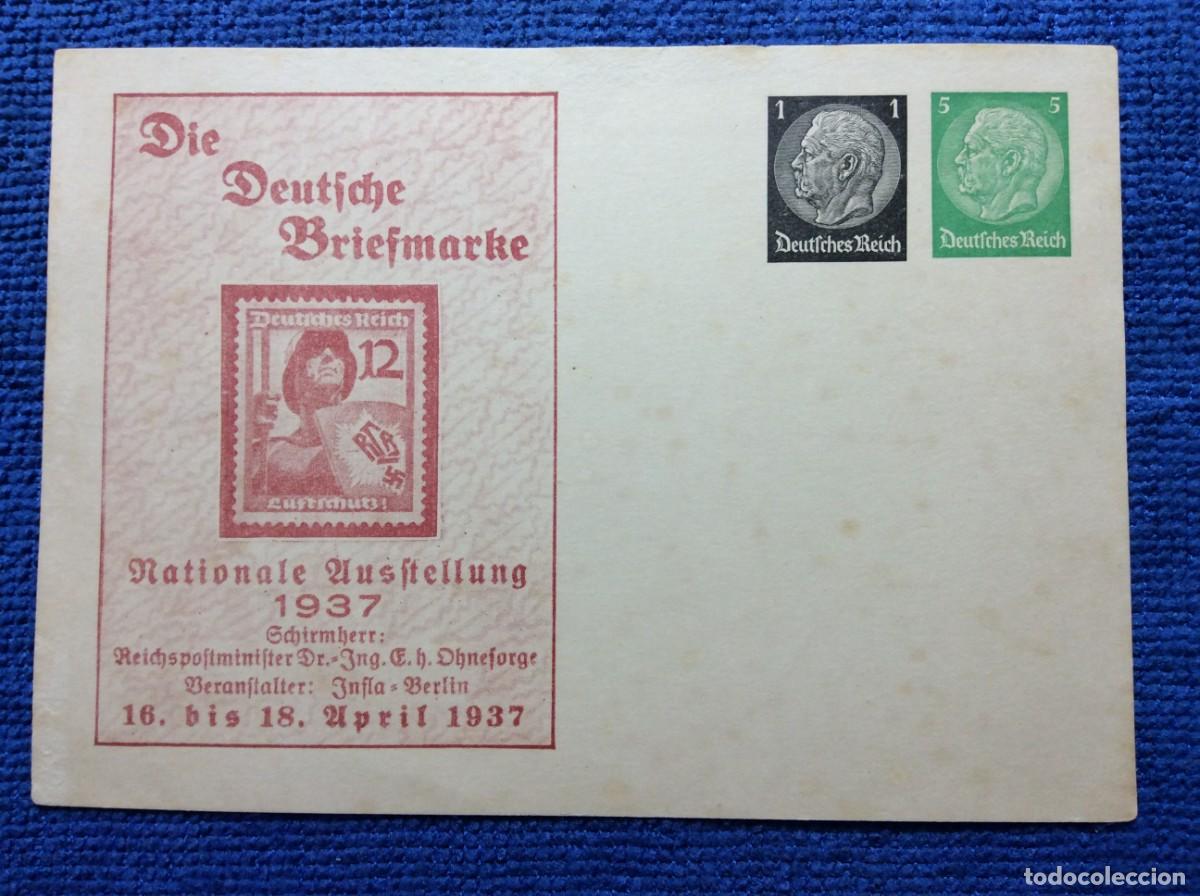 Die
Deutsche
Briefmarke
Deutsches Reich
12
RLB
Luftschutz!
Nationale Ausstellung
1937
Schirmherr:
Reichspostminister Dr.-Ing. E. h. Ohnesorge
Veranstalter: Infla-Berlin
16. bis 18. April 1937
1 1
Deutsches Reich
5 5
Deutsches Reich
todocoleccion